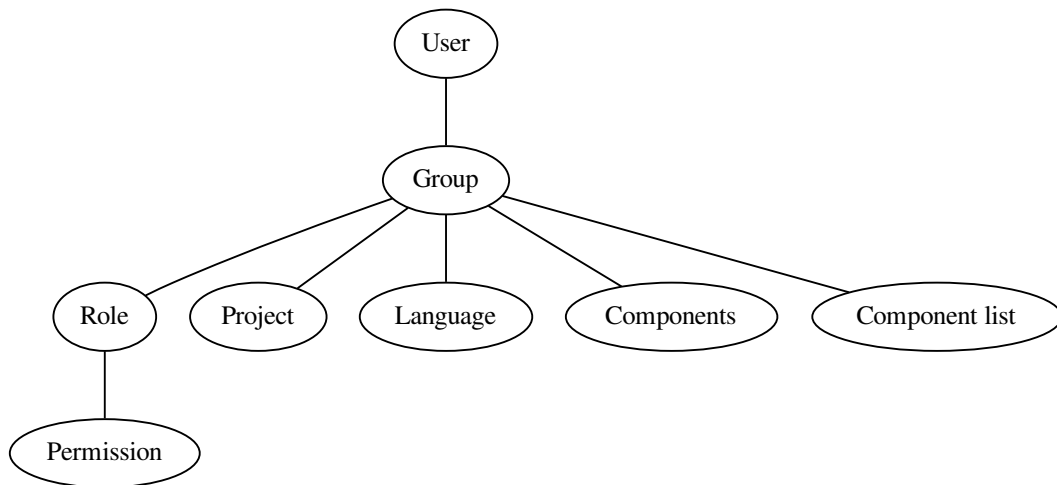 User
Group
Role
Project
Language
Components
Component list
Permission